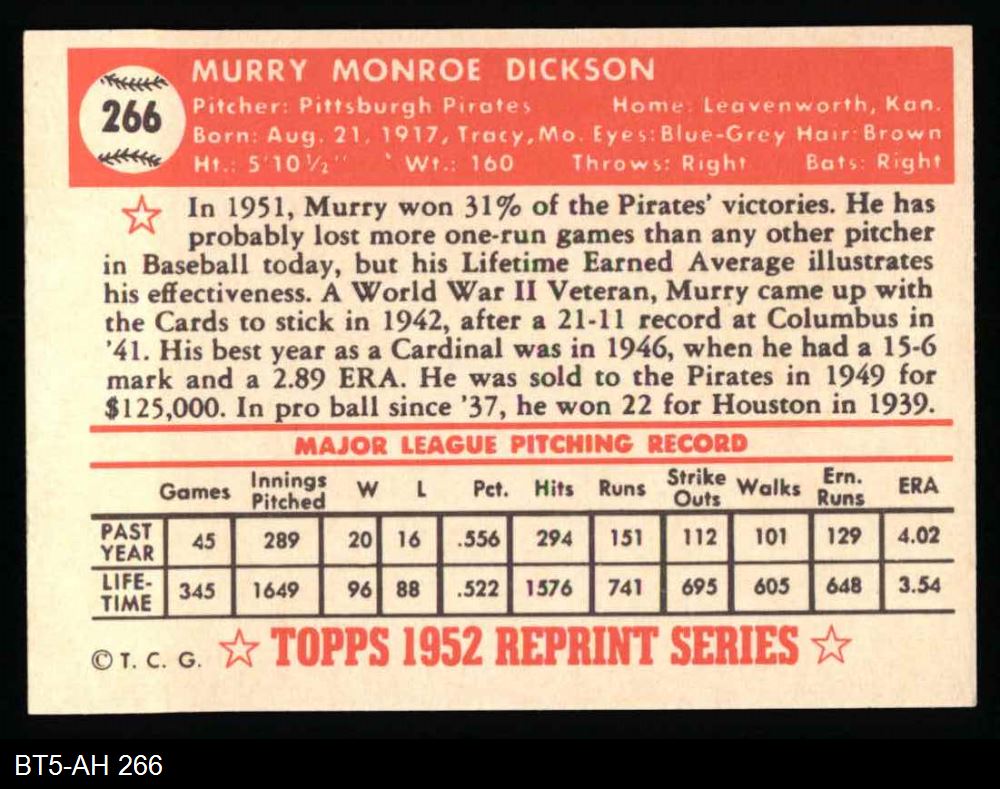 MURRY MONROE DICKSON
266
Pitcher: Pittsburgh Pirates Home: Leavenworth, Kan.
Born: Aug. 21, 1917, Tracy, Mo. Eyes: Blue-Grey Hair: Brown
Ht.: 5'10½" Wt.: 160 Throws: Right Bats: Right
In 1951, Murry won 31% of the Pirates' victories. He has
probably lost more one-run games than any other pitcher
in Baseball today, but his Lifetime Earned Average illustrates
his effectiveness. A World War II Veteran, Murry came up with
the Cards to stick in 1942, after a 21-11 record at Columbus in
'41. His best year as a Cardinal was in 1946, when he had a 15-6
mark and a 2.89 ERA. He was sold to the Pirates in 1949 for
$125,000. In pro ball since '37, he won 22 for Houston in 1939.
MAJOR LEAGUE PITCHING RECORD
Games Innings Pitched W L Pct. Hits Runs Strike Outs Walks Ern. Runs ERA
PAST YEAR 45 289 20 16 .556 294 151 112 101 129 4.02
LIFE-TIME 345 1649 96 88 .522 1576 741 695 605 648 3.54
© T. C. G. ☆ TOPPS 1952 REPRINT SERIES ☆
BT5-AH 266